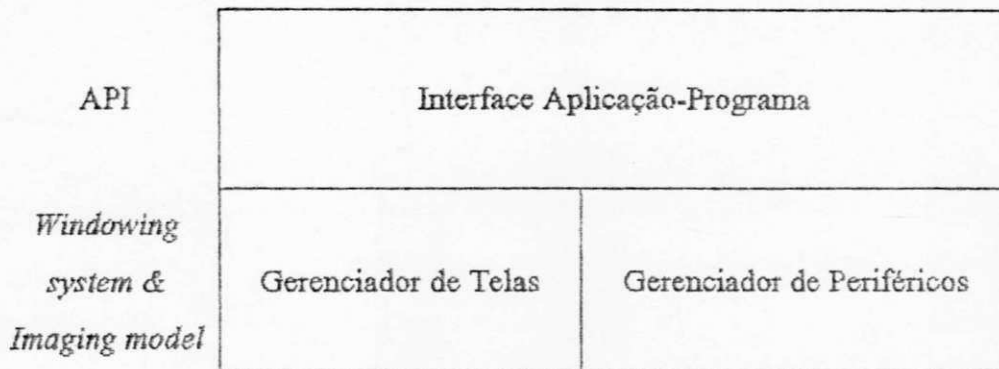 API
Interface Aplicação-Programa
Windowing
system &
Imaging model
Gerenciador de Telas
Gerenciador de Periféricos